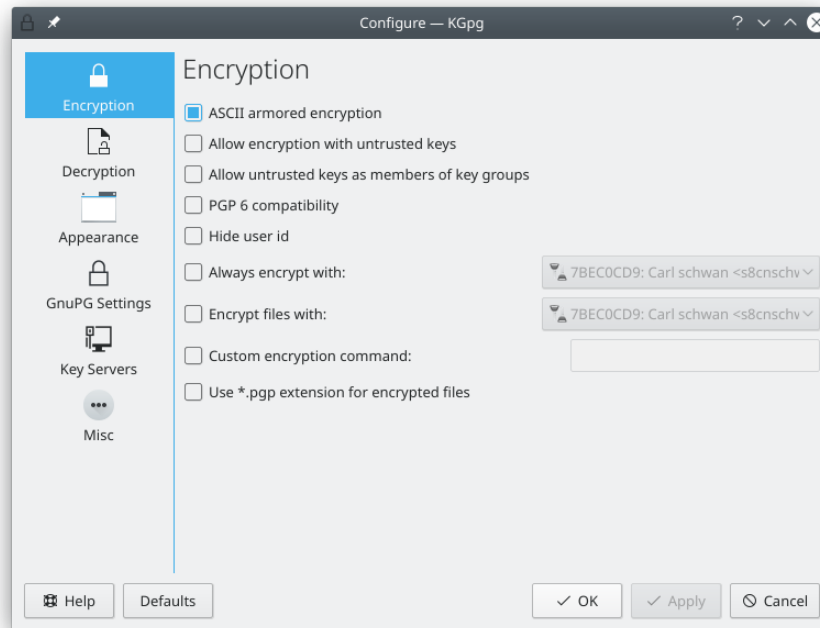 Configure — KGpg
Encryption
Decryption
Appearance
GnuPG Settings
Key Servers
Misc
Encryption
ASCII armored encryption
Allow encryption with untrusted keys
Allow untrusted keys as members of key groups
PGP 6 compatibility
Hide user id
Always encrypt with: 7BEC0CD9: Carl schwan <s8cnschw
Encrypt files with: 7BEC0CD9: Carl schwan <s8cnschw
Custom encryption command:
Use *.pgp extension for encrypted files
Help Defaults OK Apply Cancel